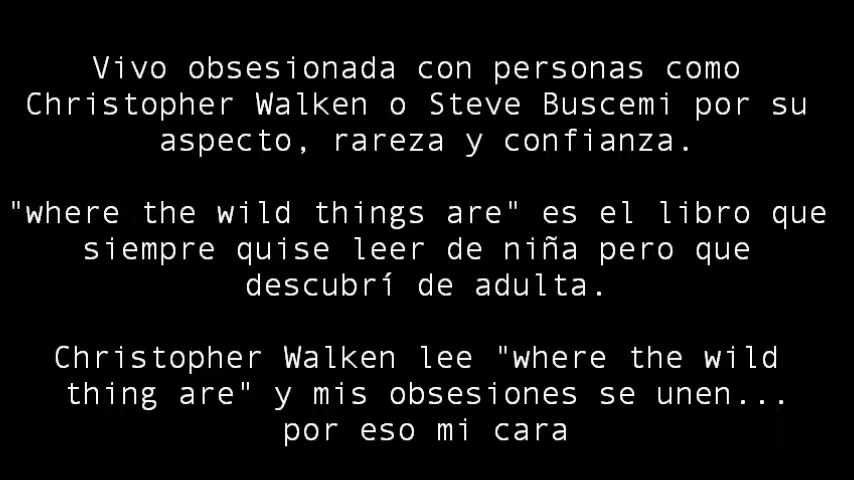 Vivo obsesionada con personas como
Christopher Walken o Steve Buscemi por su
aspecto, rareza y confianza.
"where the wild things are" es el libro que
siempre quise leer de niña pero que
descubrí de adulta.
Christopher Walken lee "where the wild
thing are" y mis obsesiones se unen...
por eso mi cara